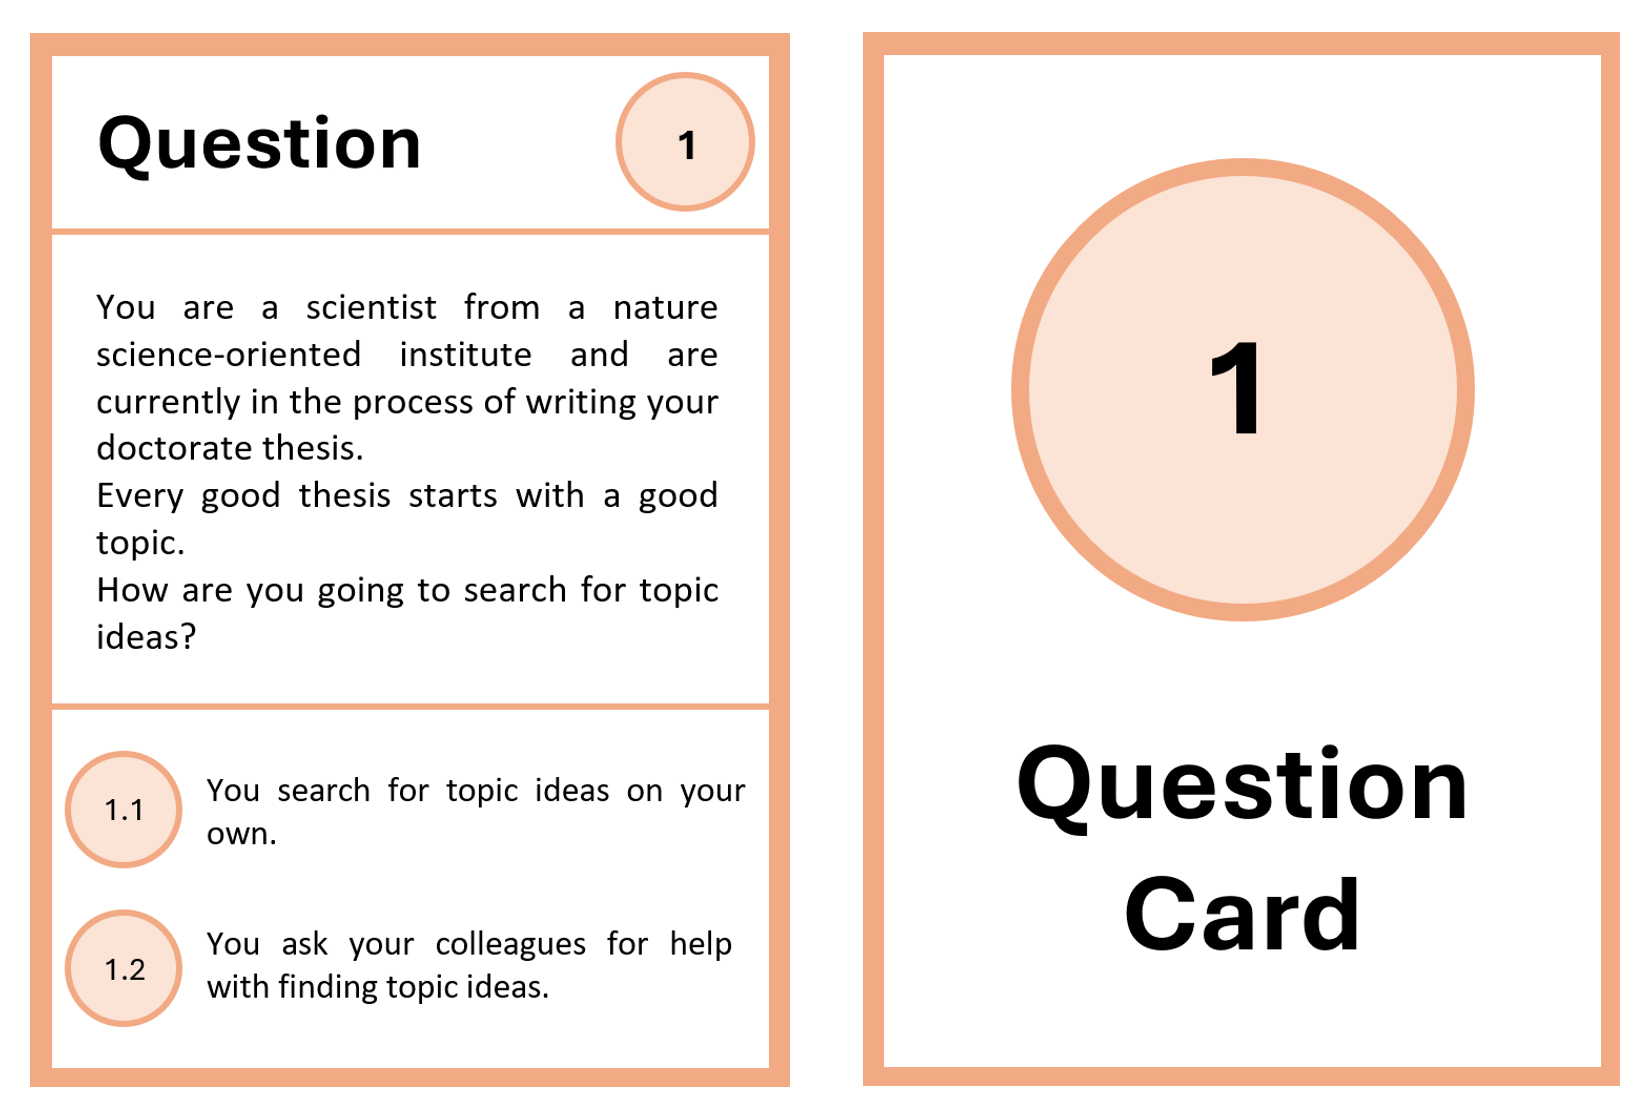 Question
1
You are a scientist from a nature
science-oriented institute and are
currently in the process of writing your
doctorate thesis.
Every good thesis starts with a good
topic.
How are you going to search for topic
ideas?
1.1
You search for topic ideas on your
own.
1.2
You ask your colleagues for help
with finding topic ideas.
1
Question
Card